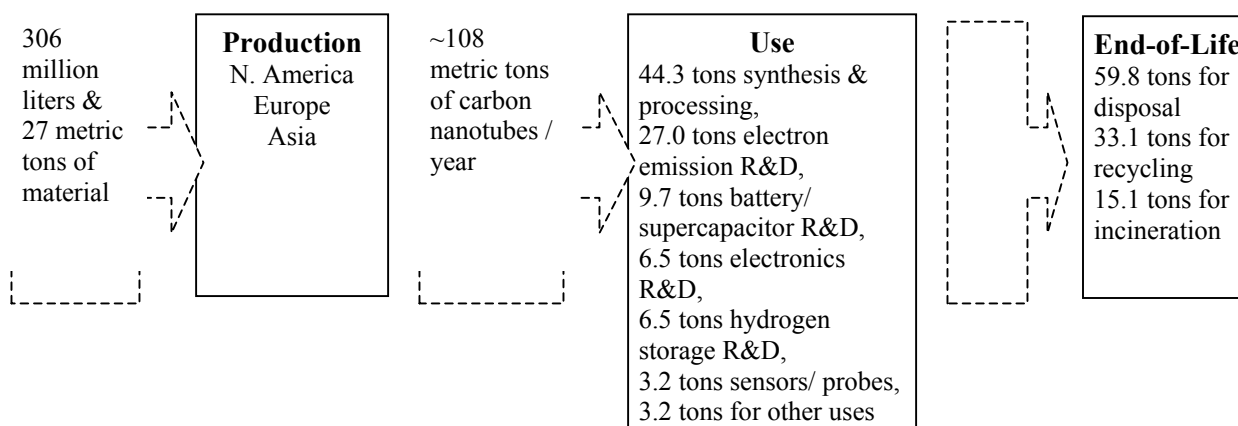 306
million
liters &
27 metric
tons of
material
Production
N. America
Europe
Asia
~108
metric tons
of carbon
nanotubes /
year
Use
44.3 tons synthesis &
processing,
27.0 tons electron
emission R&D,
9.7 tons battery/
supercapacitor R&D,
6.5 tons electronics
R&D,
6.5 tons hydrogen
storage R&D,
3.2 tons sensors/ probes,
3.2 tons for other uses
End-of-Life
59.8 tons for
disposal
33.1 tons for
recycling
15.1 tons for
incineration